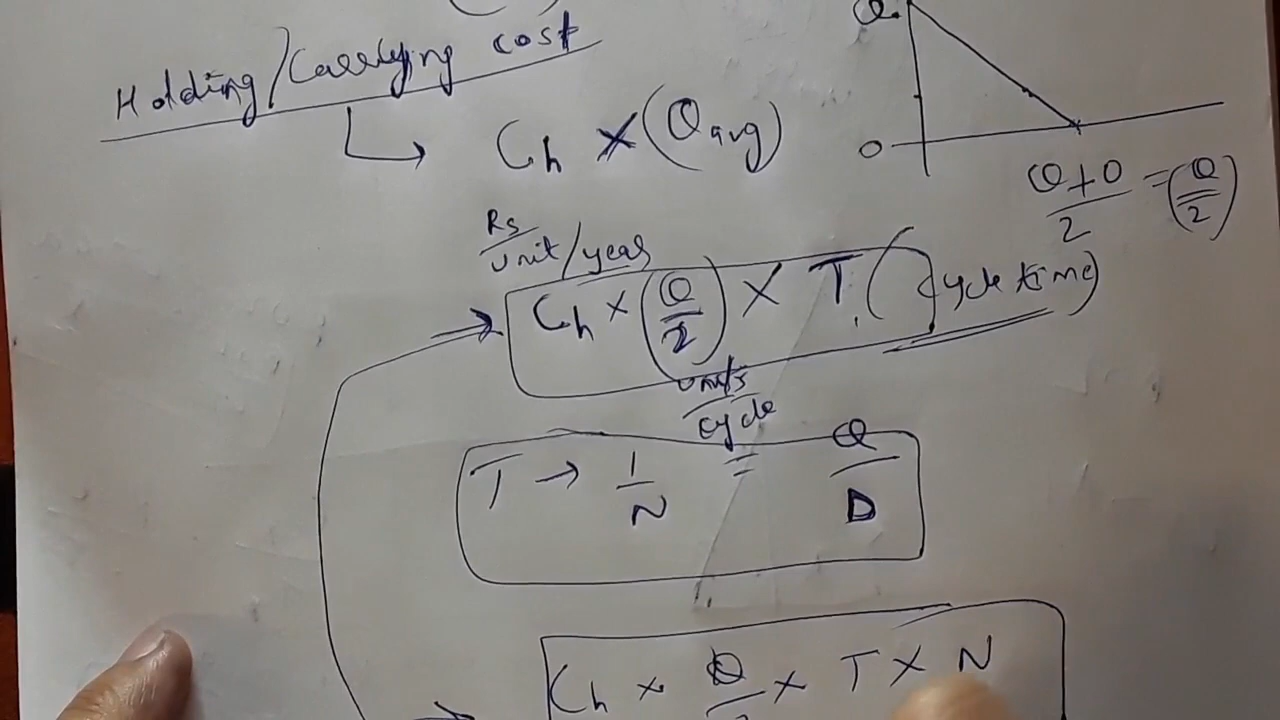 Holding/Carrying cost
Q
Ch × (Qavg)
0
Q+0/2 = (Q/2)
Rs/unit/year
Ch × (Q/2) × T (cycle time)
units/cycle
T → 1/N = Q/D
Ch × Q/2 × T × N